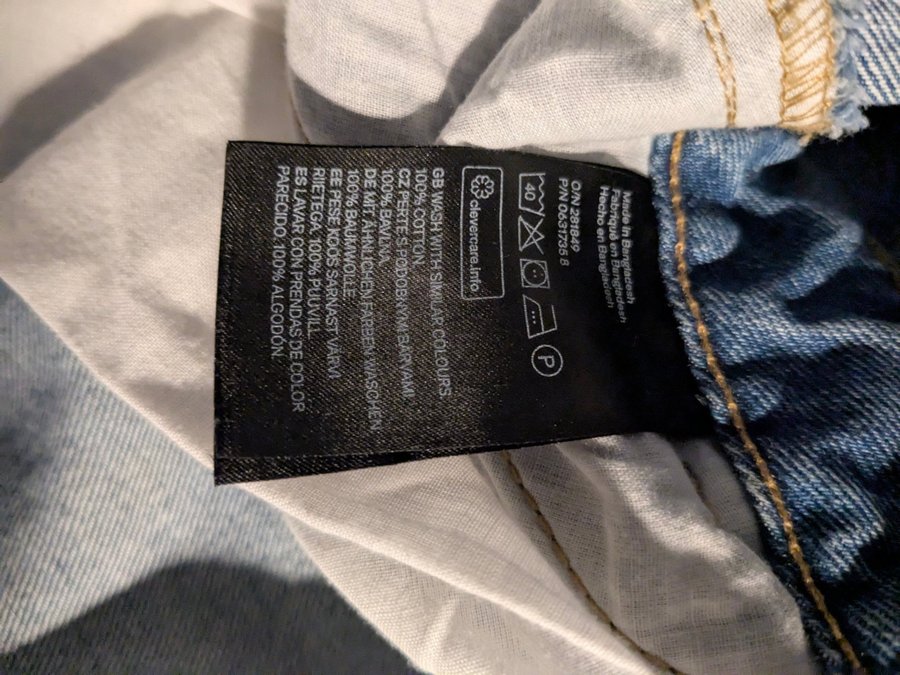 Made in Bangladesh
Fabriqué en Bangladesh
Hecho en Bangladesh
O/N 281849
P/N 0631735 8
40
P
clevercare.info
GB WASH WITH SIMILAR COLOURS.
100% COTTON.
CZ PERTE S PODOBNÝMI BARVAMI.
100% BAVLNA.
DE MIT ÄHNLICHEN FARBEN WASCHEN.
100% BAUMWOLLE.
EE PESE KOOS SARNAST VÄRVI
RIIETEGA. 100% PUUVILL.
ES LAVAR CON PRENDAS DE COLOR
PARECIDO. 100% ALGODÓN.